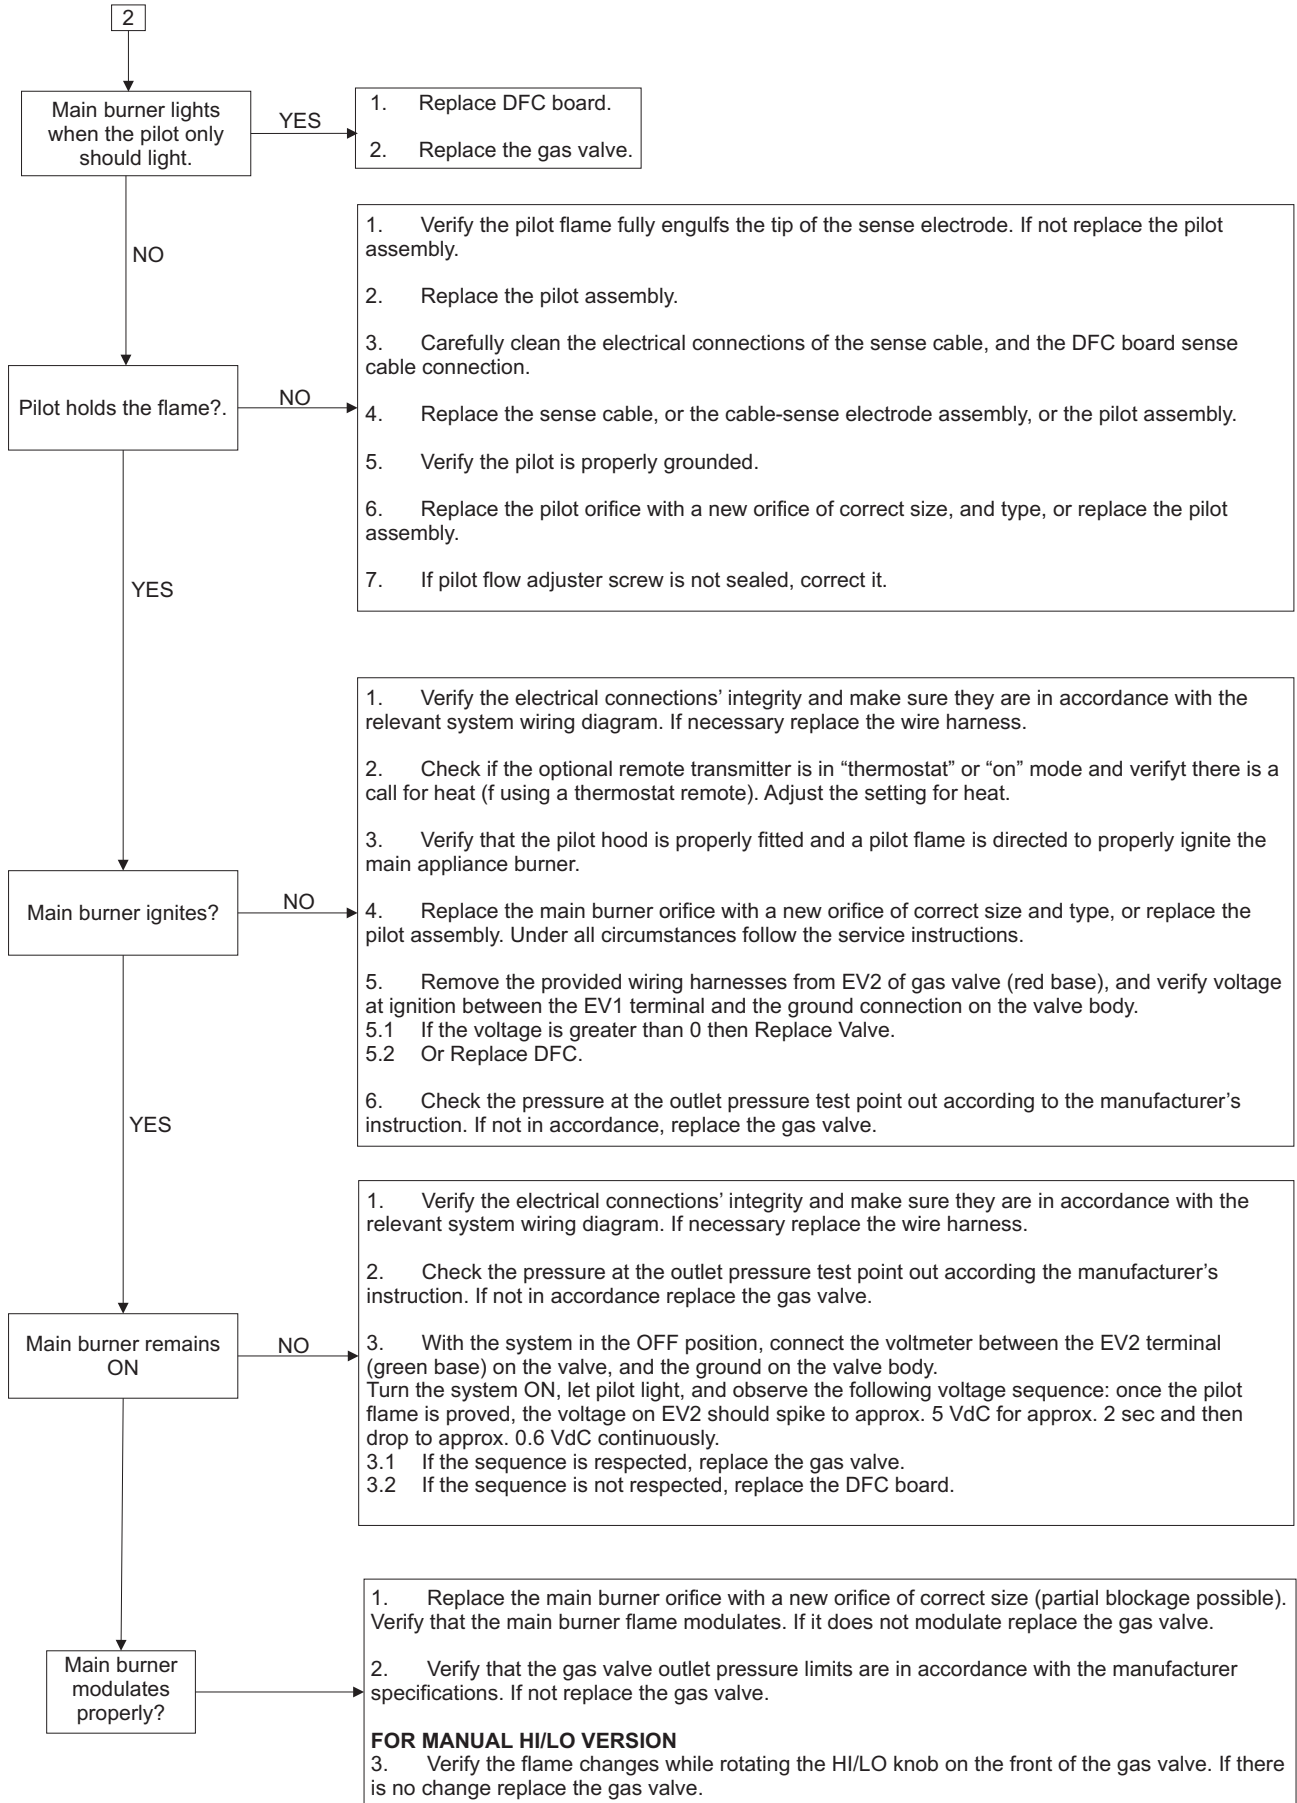 2
Main burner lights
when the pilot only
should light.
YES
1. Replace DFC board.
2. Replace the gas valve.
NO
1. Verify the pilot flame fully engulfs the tip of the sense electrode. If not replace the pilot
assembly.
2. Replace the pilot assembly.
3. Carefully clean the electrical connections of the sense cable, and the DFC board sense
cable connection.
4. Replace the sense cable, or the cable-sense electrode assembly, or the pilot assembly.
5. Verify the pilot is properly grounded.
6. Replace the pilot orifice with a new orifice of correct size, and type, or replace the pilot
assembly.
7. If pilot flow adjuster screw is not sealed, correct it.
Pilot holds the flame?.
NO
YES
1. Verify the electrical connections’ integrity and make sure they are in accordance with the
relevant system wiring diagram. If necessary replace the wire harness.
2. Check if the optional remote transmitter is in “thermostat” or “on” mode and verifyt there is a
call for heat (f using a thermostat remote). Adjust the setting for heat.
3. Verify that the pilot hood is properly fitted and a pilot flame is directed to properly ignite the
main appliance burner.
4. Replace the main burner orifice with a new orifice of correct size and type, or replace the
pilot assembly. Under all circumstances follow the service instructions.
5. Remove the provided wiring harnesses from EV2 of gas valve (red base), and verify voltage
at ignition between the EV1 terminal and the ground connection on the valve body.
5.1 If the voltage is greater than 0 then Replace Valve.
5.2 Or Replace DFC.
6. Check the pressure at the outlet pressure test point out according to the manufacturer’s
instruction. If not in accordance, replace the gas valve.
Main burner ignites?
NO
YES
1. Verify the electrical connections’ integrity and make sure they are in accordance with the
relevant system wiring diagram. If necessary replace the wire harness.
2. Check the pressure at the outlet pressure test point out according the manufacturer’s
instruction. If not in accordance replace the gas valve.
3. With the system in the OFF position, connect the voltmeter between the EV2 terminal
(green base) on the valve, and the ground on the valve body.
Turn the system ON, let pilot light, and observe the following voltage sequence: once the pilot
flame is proved, the voltage on EV2 should spike to approx. 5 VdC for approx. 2 sec and then
drop to approx. 0.6 VdC continuously.
3.1 If the sequence is respected, replace the gas valve.
3.2 If the sequence is not respected, replace the DFC board.
Main burner remains
ON
NO
1. Replace the main burner orifice with a new orifice of correct size (partial blockage possible).
Verify that the main burner flame modulates. If it does not modulate replace the gas valve.
2. Verify that the gas valve outlet pressure limits are in accordance with the manufacturer
specifications. If not replace the gas valve.
FOR MANUAL HI/LO VERSION
3. Verify the flame changes while rotating the HI/LO knob on the front of the gas valve. If there
is no change replace the gas valve.
Main burner
modulates
properly?